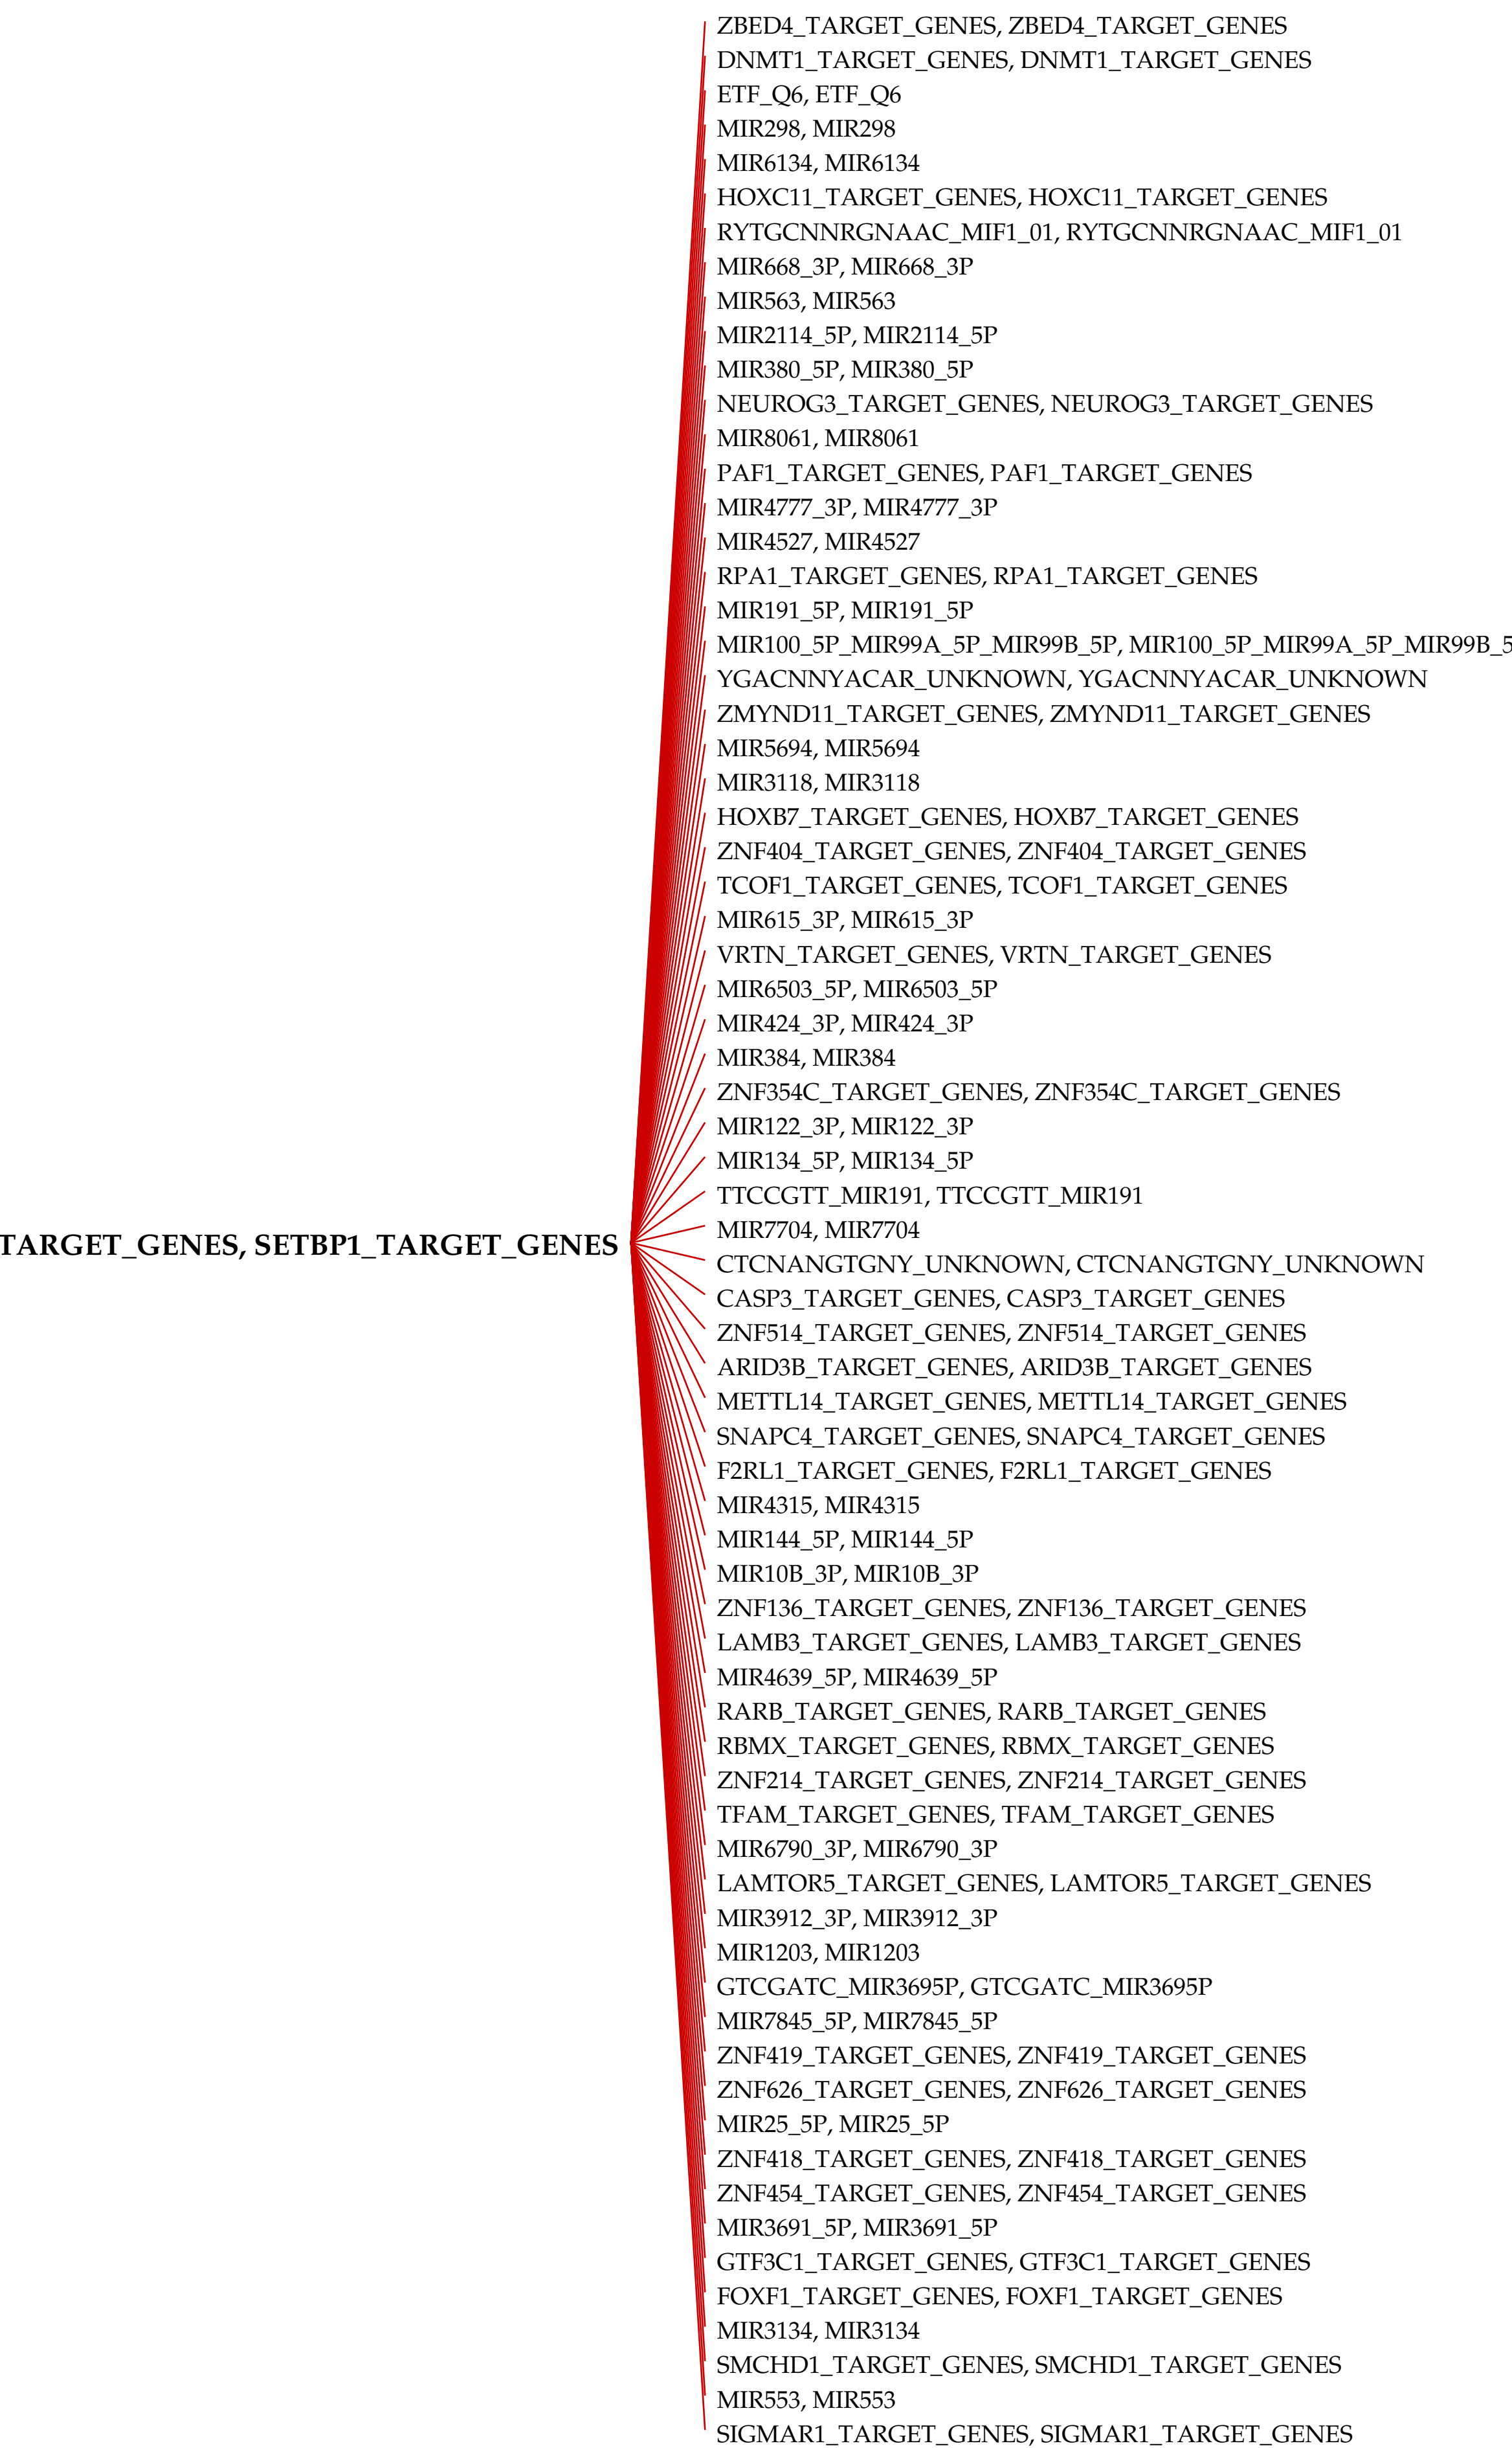 ZBED4_TARGET_GENES, ZBED4_TARGET_GENES
DNMT1_TARGET_GENES, DNMT1_TARGET_GENES
ETF_Q6, ETF_Q6
MIR298, MIR298
MIR6134, MIR6134
HOXC11_TARGET_GENES, HOXC11_TARGET_GENES
RYTGCNNRGNAAC_MIF1_01, RYTGCNNRGNAAC_MIF1_01
MIR668_3P, MIR668_3P
MIR563, MIR563
MIR2114_5P, MIR2114_5P
MIR380_5P, MIR380_5P
NEUROG3_TARGET_GENES, NEUROG3_TARGET_GENES
MIR8061, MIR8061
PAF1_TARGET_GENES, PAF1_TARGET_GENES
MIR4777_3P, MIR4777_3P
MIR4527, MIR4527
RPA1_TARGET_GENES, RPA1_TARGET_GENES
MIR191_5P, MIR191_5P
MIR100_5P_MIR99A_5P_MIR99B_5P, MIR100_5P_MIR99A_5P_MIR99B_5
YGACNNYACAR_UNKNOWN, YGACNNYACAR_UNKNOWN
ZMYND11_TARGET_GENES, ZMYND11_TARGET_GENES
MIR5694, MIR5694
MIR3118, MIR3118
HOXB7_TARGET_GENES, HOXB7_TARGET_GENES
ZNF404_TARGET_GENES, ZNF404_TARGET_GENES
TCOF1_TARGET_GENES, TCOF1_TARGET_GENES
MIR615_3P, MIR615_3P
VRTN_TARGET_GENES, VRTN_TARGET_GENES
MIR6503_5P, MIR6503_5P
MIR424_3P, MIR424_3P
MIR384, MIR384
ZNF354C_TARGET_GENES, ZNF354C_TARGET_GENES
MIR122_3P, MIR122_3P
MIR134_5P, MIR134_5P
TTCCGTT_MIR191, TTCCGTT_MIR191
MIR7704, MIR7704
TARGET_GENES, SETBP1_TARGET_GENES
CTCNANGTGNY_UNKNOWN, CTCNANGTGNY_UNKNOWN
CASP3_TARGET_GENES, CASP3_TARGET_GENES
ZNF514_TARGET_GENES, ZNF514_TARGET_GENES
ARID3B_TARGET_GENES, ARID3B_TARGET_GENES
METTL14_TARGET_GENES, METTL14_TARGET_GENES
SNAPC4_TARGET_GENES, SNAPC4_TARGET_GENES
F2RL1_TARGET_GENES, F2RL1_TARGET_GENES
MIR4315, MIR4315
MIR144_5P, MIR144_5P
MIR10B_3P, MIR10B_3P
ZNF136_TARGET_GENES, ZNF136_TARGET_GENES
LAMB3_TARGET_GENES, LAMB3_TARGET_GENES
MIR4639_5P, MIR4639_5P
RARB_TARGET_GENES, RARB_TARGET_GENES
RBMX_TARGET_GENES, RBMX_TARGET_GENES
ZNF214_TARGET_GENES, ZNF214_TARGET_GENES
TFAM_TARGET_GENES, TFAM_TARGET_GENES
MIR6790_3P, MIR6790_3P
LAMTOR5_TARGET_GENES, LAMTOR5_TARGET_GENES
MIR3912_3P, MIR3912_3P
MIR1203, MIR1203
GTCGATC_MIR3695P, GTCGATC_MIR3695P
MIR7845_5P, MIR7845_5P
ZNF419_TARGET_GENES, ZNF419_TARGET_GENES
ZNF626_TARGET_GENES, ZNF626_TARGET_GENES
MIR25_5P, MIR25_5P
ZNF418_TARGET_GENES, ZNF418_TARGET_GENES
ZNF454_TARGET_GENES, ZNF454_TARGET_GENES
MIR3691_5P, MIR3691_5P
GTF3C1_TARGET_GENES, GTF3C1_TARGET_GENES
FOXF1_TARGET_GENES, FOXF1_TARGET_GENES
MIR3134, MIR3134
SMCHD1_TARGET_GENES, SMCHD1_TARGET_GENES
MIR553, MIR553
SIGMAR1_TARGET_GENES, SIGMAR1_TARGET_GENES